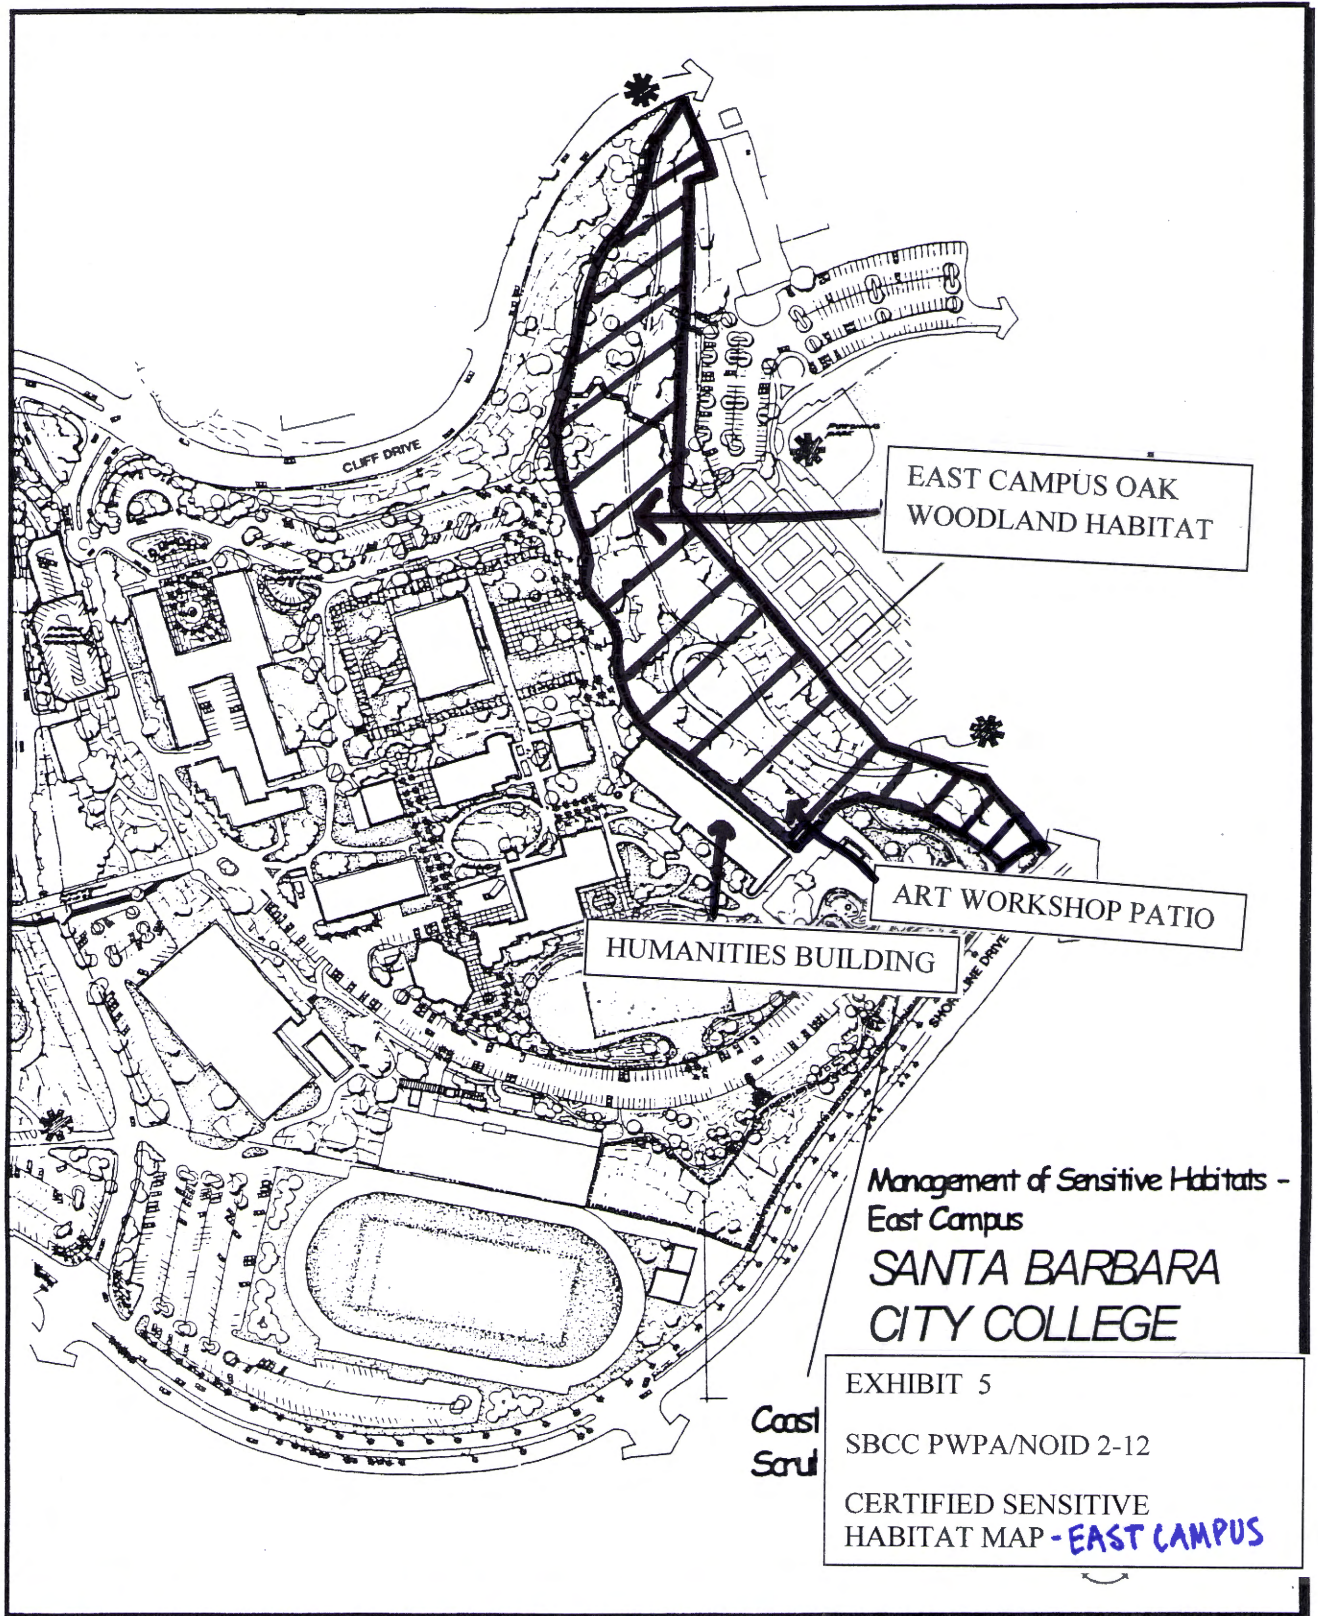 CLIFF DRIVE
EAST CAMPUS OAK
WOODLAND HABITAT
ART WORKSHOP PATIO
HUMANITIES BUILDING
DRIVE
Management of Sensitive Habitats -
East Campus
SANTA BARBARA
CITY COLLEGE
EXHIBIT 5
SBCC PWPA/NOID 2-12
CERTIFIED SENSITIVE
HABITAT MAP - EAST CAMPUS